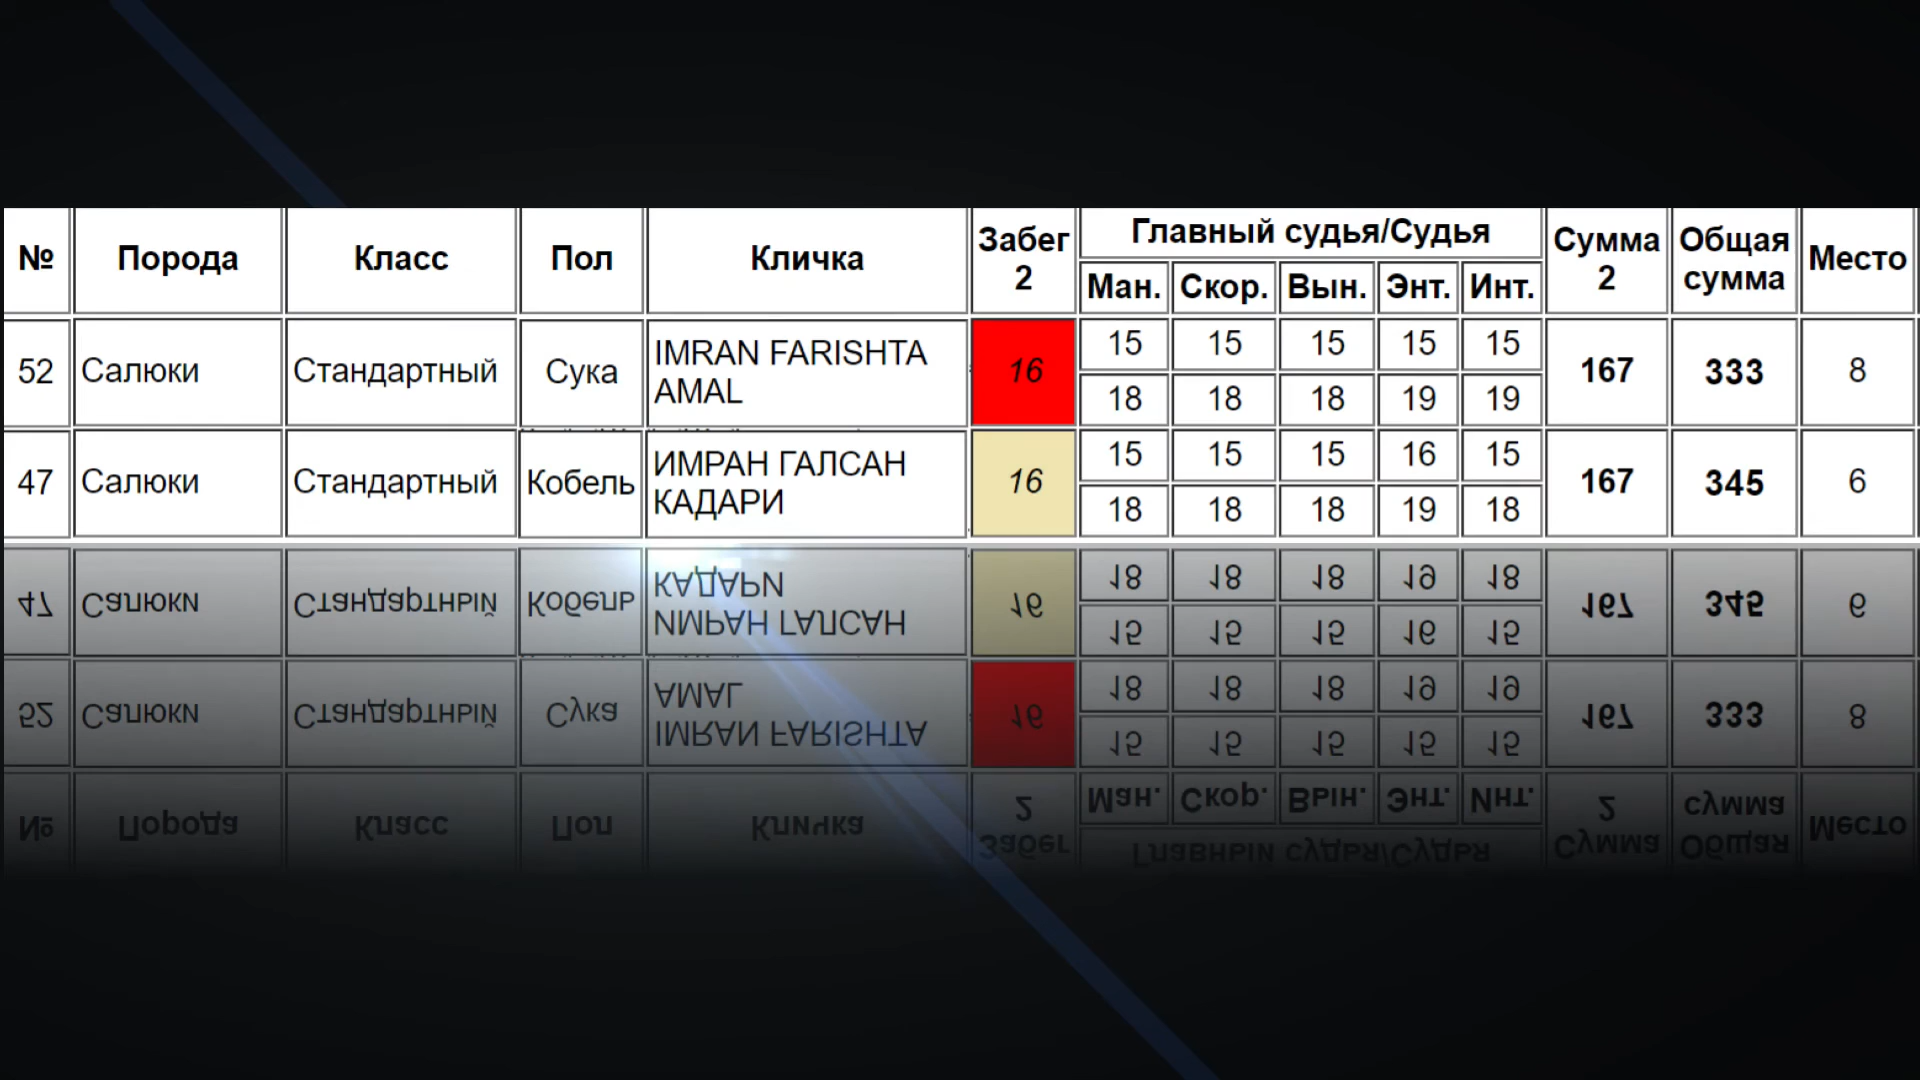 № Порода Класс Пол Кличка Забег 2 Главный судья/Судья Сумма 2 Общая сумма Место
Ман. Скор. Вын. Энт. Инт.
52 Салюки Стандартный Сука IMRAN FARISHTA AMAL 16 15 15 15 15 15 167 333 8
18 18 18 19 19
47 Салюки Стандартный Кобель ИМРАН ГАЛСАН КАДАРИ 16 15 15 15 16 15 167 345 6
18 18 18 19 18